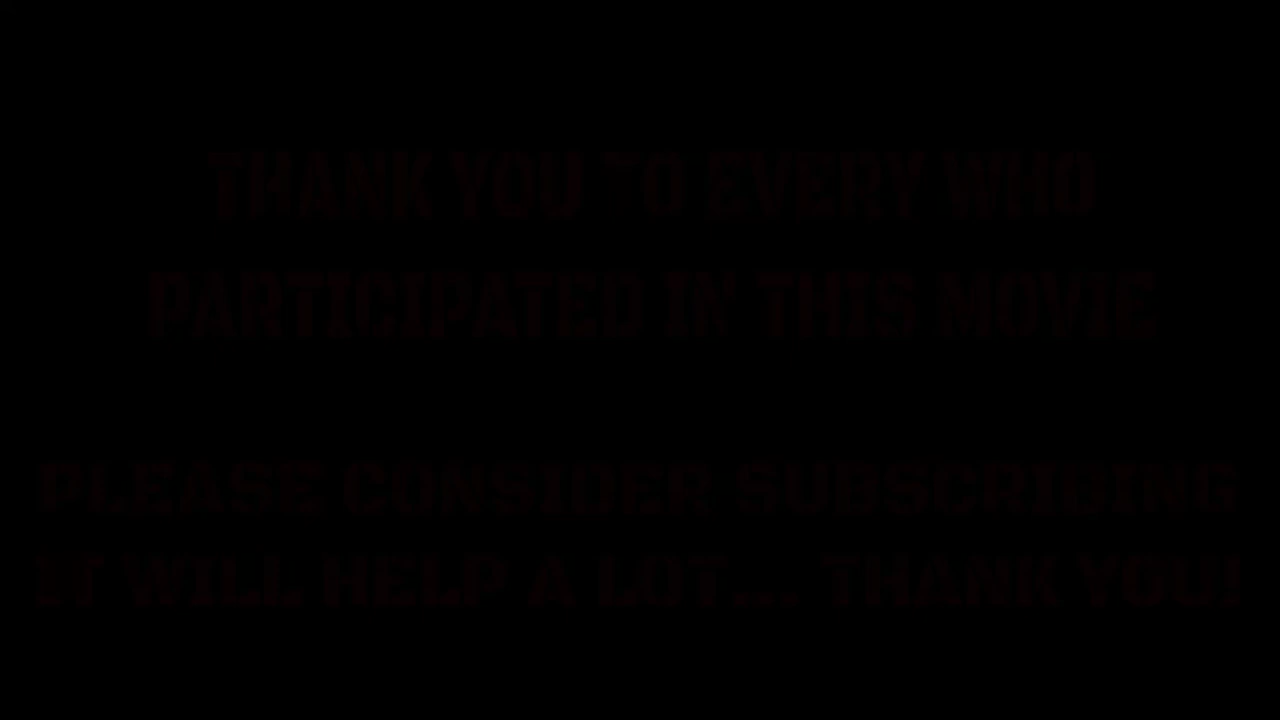 THANK YOU TO EVERY WHO
PARTICIPATED IN THIS MOVIE
PLEASE CONSIDER SUBSCRIBING
IT WILL HELP A LOT... THANK YOU!